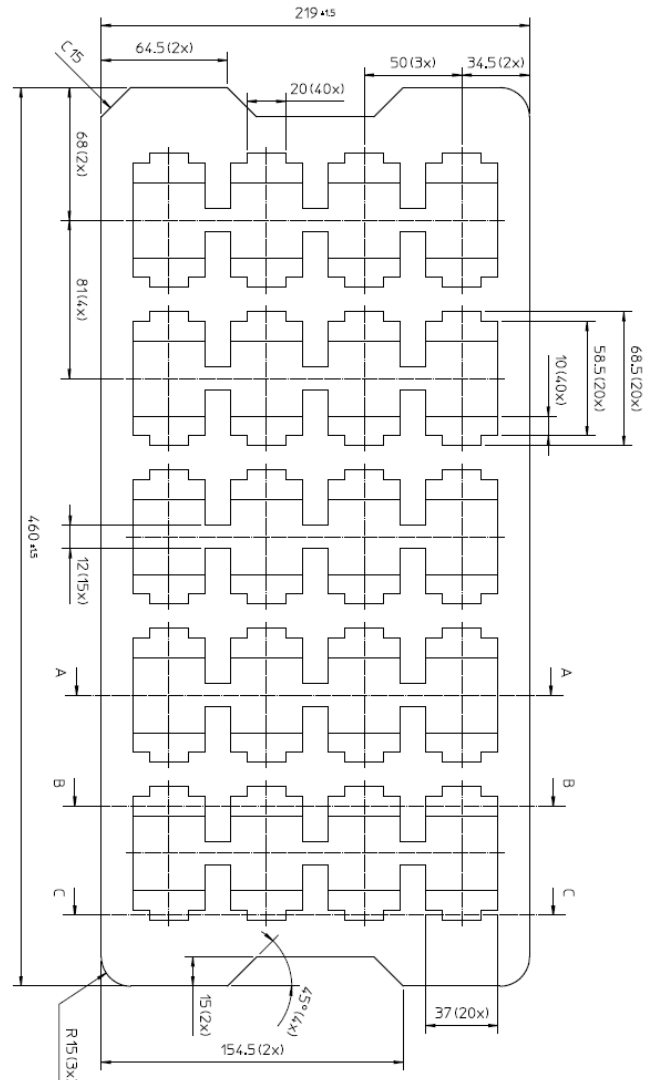 219 ±1.5
64.5 (2x)
50 (3x)
34.5 (2x)
C 15
20 (40x)
68 (2x)
81 (4x)
10 (40x)
58.5 (20x)
68.5 (20x)
460 ±1.5
12 (15x)
A
A
B
B
C
C
45° (4x)
15 (2x)
37 (20x)
R 15 (3x)
154.5 (2x)